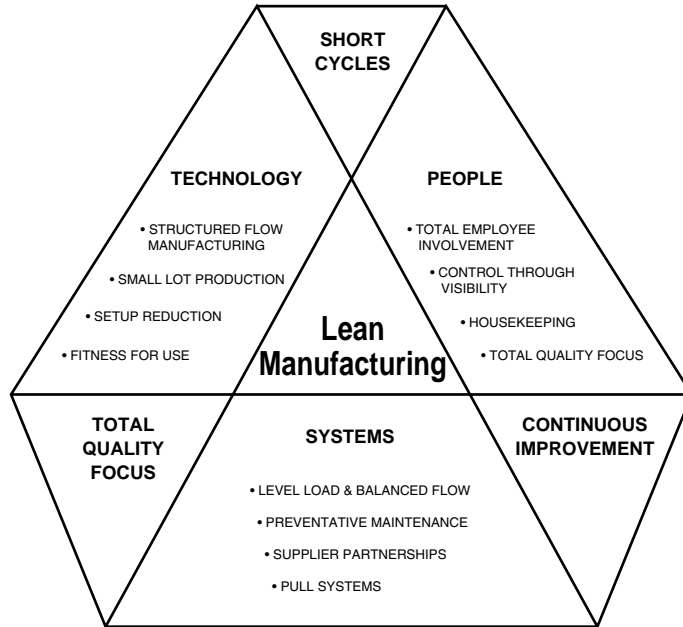 SHORT
CYCLES
TECHNOLOGY
• STRUCTURED FLOW
MANUFACTURING
• SMALL LOT PRODUCTION
• SETUP REDUCTION
• FITNESS FOR USE
PEOPLE
• TOTAL EMPLOYEE
INVOLVEMENT
• CONTROL THROUGH
VISIBILITY
• HOUSEKEEPING
• TOTAL QUALITY FOCUS
Lean
Manufacturing
TOTAL
QUALITY
FOCUS
SYSTEMS
• LEVEL LOAD & BALANCED FLOW
• PREVENTATIVE MAINTENANCE
• SUPPLIER PARTNERSHIPS
• PULL SYSTEMS
CONTINUOUS
IMPROVEMENT